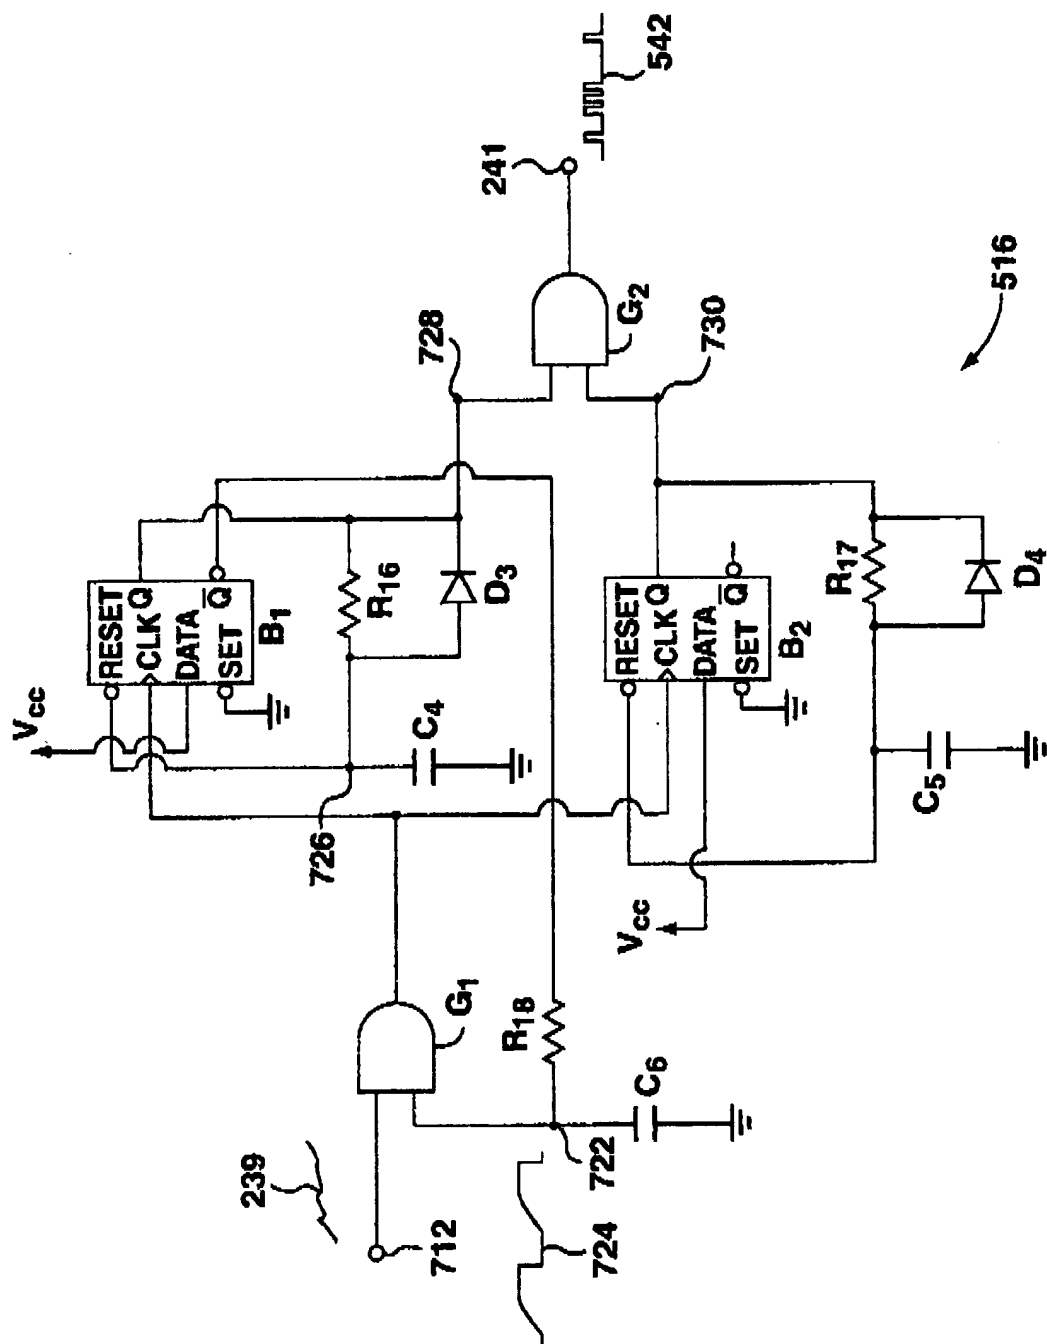 239
712
724
722
C6
R18
G1
726
C4
Vcc
RESET
CLK Q
DATA
SET Q
B1
R16
D3
728
Vcc
RESET
CLK Q
DATA
SET Q
B2
C5
R17
D4
730
G2
241
542
516